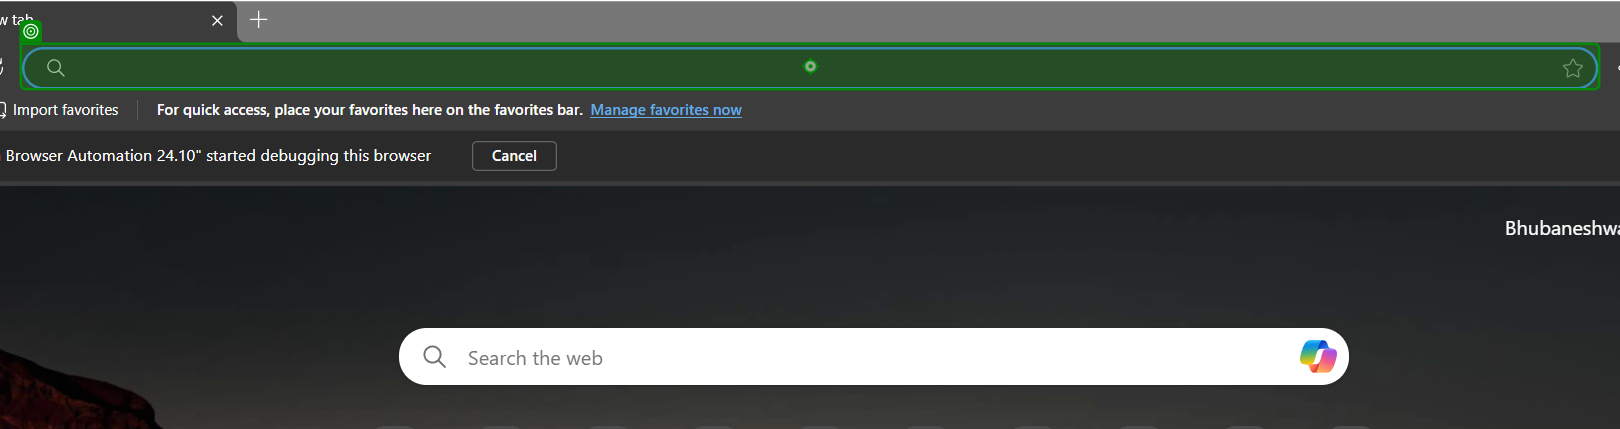 w tab
Import favorites
For quick access, place your favorites here on the favorites bar. Manage favorites now
Browser Automation 24.10" started debugging this browser
Cancel
Bhubaneshwa
Search the web